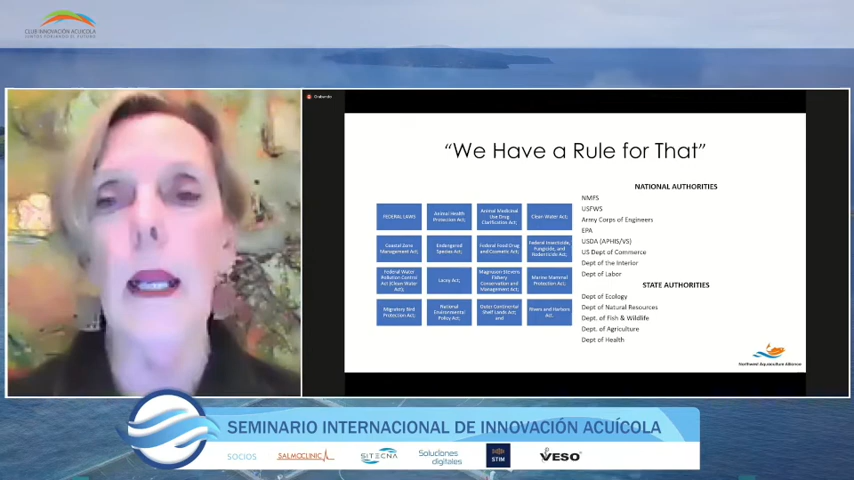 CLUB INNOVACIÓN ACUÍCOLA
Grabando
"We Have a Rule for That"
FEDERAL LAWS
Animal Health
Protection Act;
Animal Medicinal
Use Drug
Clarification Act;
Clean Water Act;
Coastal Zone
Management Act;
Endangered
Species Act;
Federal Food Drug
and Cosmetic Act;
Federal Insecticide,
Fungicide, and
Rodenticide Act;
Federal Water
Pollution Control
Act (Clean Water
Act);
Lacey Act;
Magnuson Stevens
Fishery
Conservation and
Management Act;
Marine Mammal
Protection Act;
Migratory Bird
Protection Act;
National
Environmental
Policy Act;
Outer Continental
Shelf Lands Act;
and
Rivers and Harbors
Act.
NATIONAL AUTHORITIES
NMFS
USFWS
Army Corps of Engineers
EPA
USDA (APHIS/VS)
US Dept of Commerce
Dept of the Interior
Dept of Labor
STATE AUTHORITIES
Dept of Ecology
Dept of Natural Resources
Dept. of Fish & Wildlife
Dept. of Agriculture
Dept of Health
Northwest Aquaculture Alliance
SEMINARIO INTERNACIONAL DE INNOVACIÓN ACUÍCOLA
SOCIOS
SALMOCLINIC
SITECNA
Soluciones
digitales
STIM
VESO